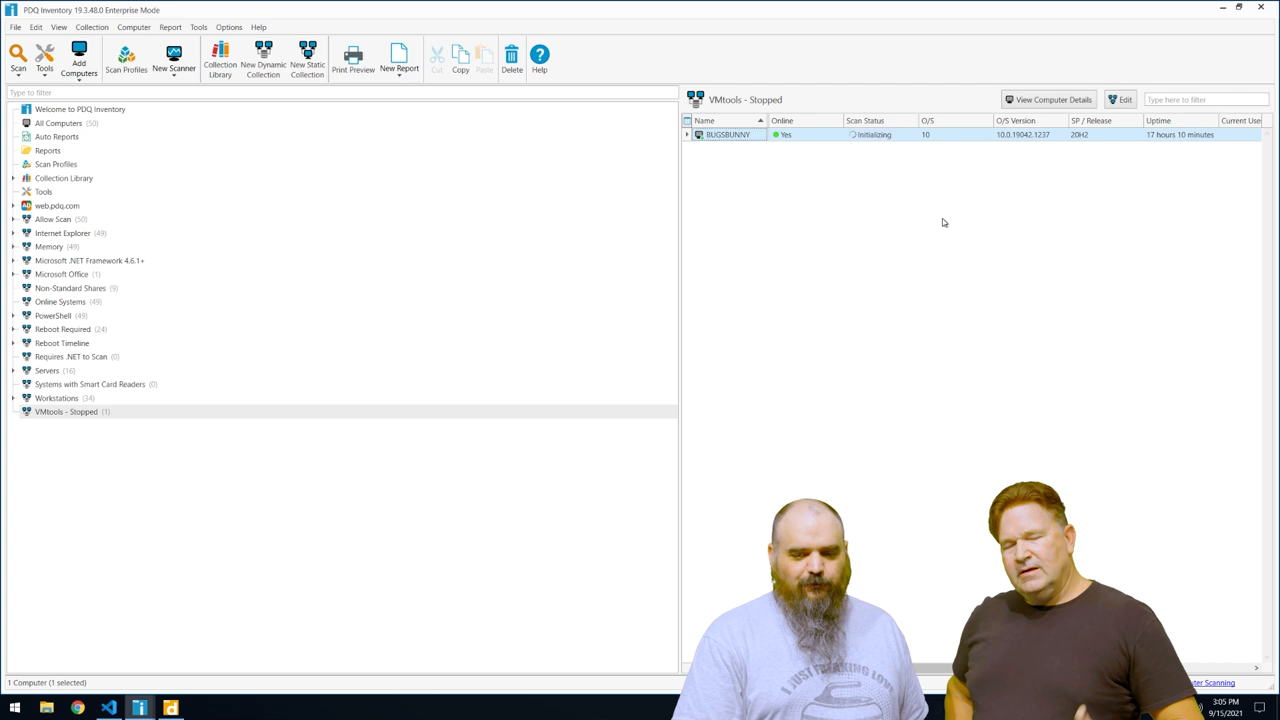 PDQ Inventory 19.3.48.0 Enterprise Mode
File Edit View Collection Computer Report Tools Options Help
Scan Tools Add Computers Scan Profiles New Scanner Collection Library New Dynamic Collection New Static Collection Print Preview New Report Cut Copy Paste Delete Help
Type to filter
Welcome to PDQ Inventory
All Computers (50)
Auto Reports
Reports
Scan Profiles
Collection Library
Tools
web.pdq.com
Allow Scan (50)
Internet Explorer (49)
Memory (49)
Microsoft .NET Framework 4.6.1+
Microsoft Office (1)
Non-Standard Shares (9)
Online Systems (49)
PowerShell (49)
Reboot Required (24)
Reboot Timeline
Requires .NET to Scan (0)
Servers (16)
Systems with Smart Card Readers (0)
Workstations (34)
VMtools - Stopped (1)
VMtools - Stopped View Computer Details Edit Type here to filter
Name Online Scan Status O/S O/S Version SP / Release Uptime Current Use
BUGSBUNNY Yes Initializing 10 10.0.19042.1237 20H2 17 hours 10 minutes
I JUST LOV
1 Computer (1 selected)
ter Scanning
3:05 PM
9/15/2021